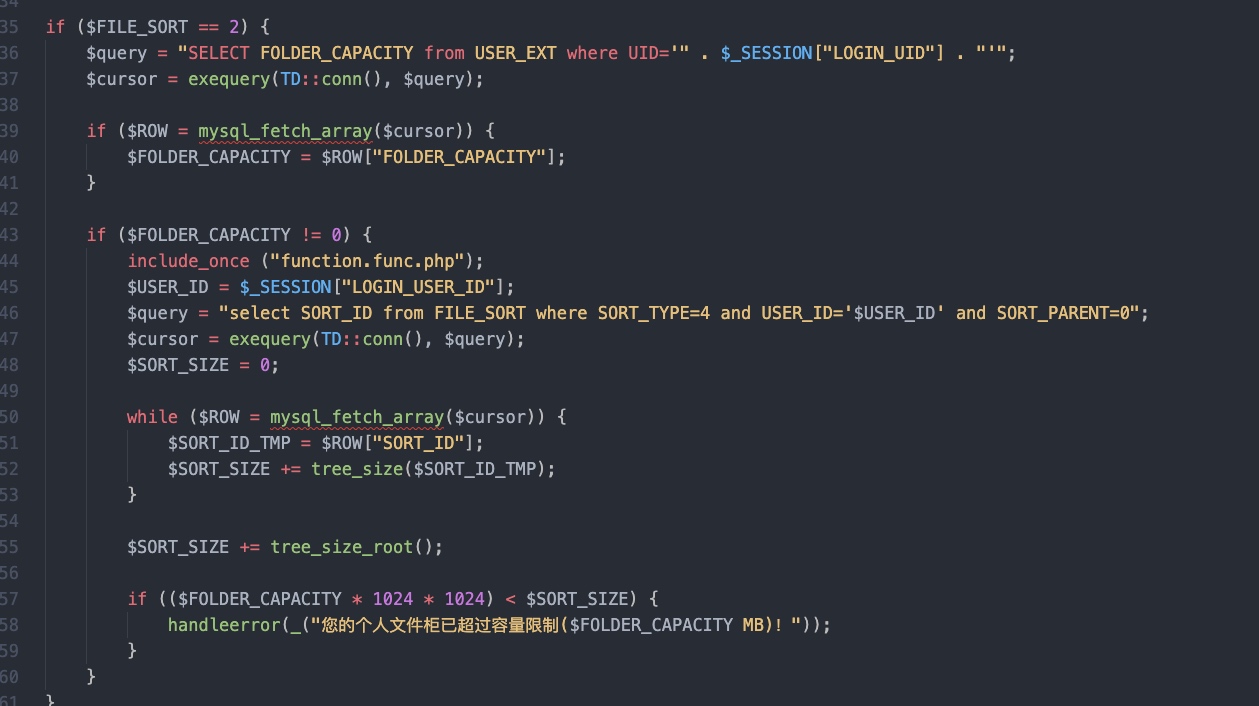 34
35 if ($FILE_SORT == 2) {
36 $query = "SELECT FOLDER_CAPACITY from USER_EXT where UID='" . $_SESSION["LOGIN_UID"] . "'";
37 $cursor = exequery(TD::conn(), $query);
38
39 if ($ROW = mysql_fetch_array($cursor)) {
40 $FOLDER_CAPACITY = $ROW["FOLDER_CAPACITY"];
41 }
42
43 if ($FOLDER_CAPACITY != 0) {
44 include_once ("function.func.php");
45 $USER_ID = $_SESSION["LOGIN_USER_ID"];
46 $query = "select SORT_ID from FILE_SORT where SORT_TYPE=4 and USER_ID='$USER_ID' and SORT_PARENT=0";
47 $cursor = exequery(TD::conn(), $query);
48 $SORT_SIZE = 0;
49
50 while ($ROW = mysql_fetch_array($cursor)) {
51 $SORT_ID_TMP = $ROW["SORT_ID"];
52 $SORT_SIZE += tree_size($SORT_ID_TMP);
53 }
54
55 $SORT_SIZE += tree_size_root();
56
57 if (($FOLDER_CAPACITY * 1024 * 1024) < $SORT_SIZE) {
58 handleerror(_("您的个人文件柜已超过容量限制($FOLDER_CAPACITY MB)！"));
59 }
60 }
61 }